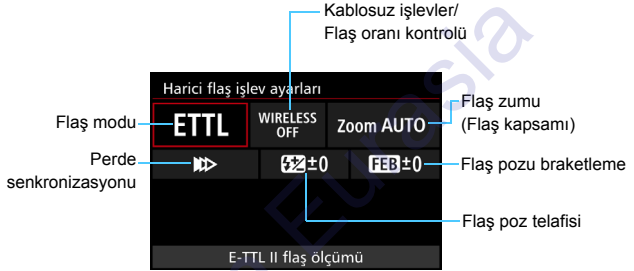 Kablosuz işlevler/
Flaş oranı kontrolü
Harici flaş işlev ayarları
Flaş modu
ETTL
WIRELESS
OFF
Zoom AUTO
Flaş zumu
(Flaş kapsamı)
Perde
senkronizasyonu
±0
FEB±0
Flaş pozu braketleme
Flaş poz telafisi
E-TTL II flaş ölçümü
Eurasia